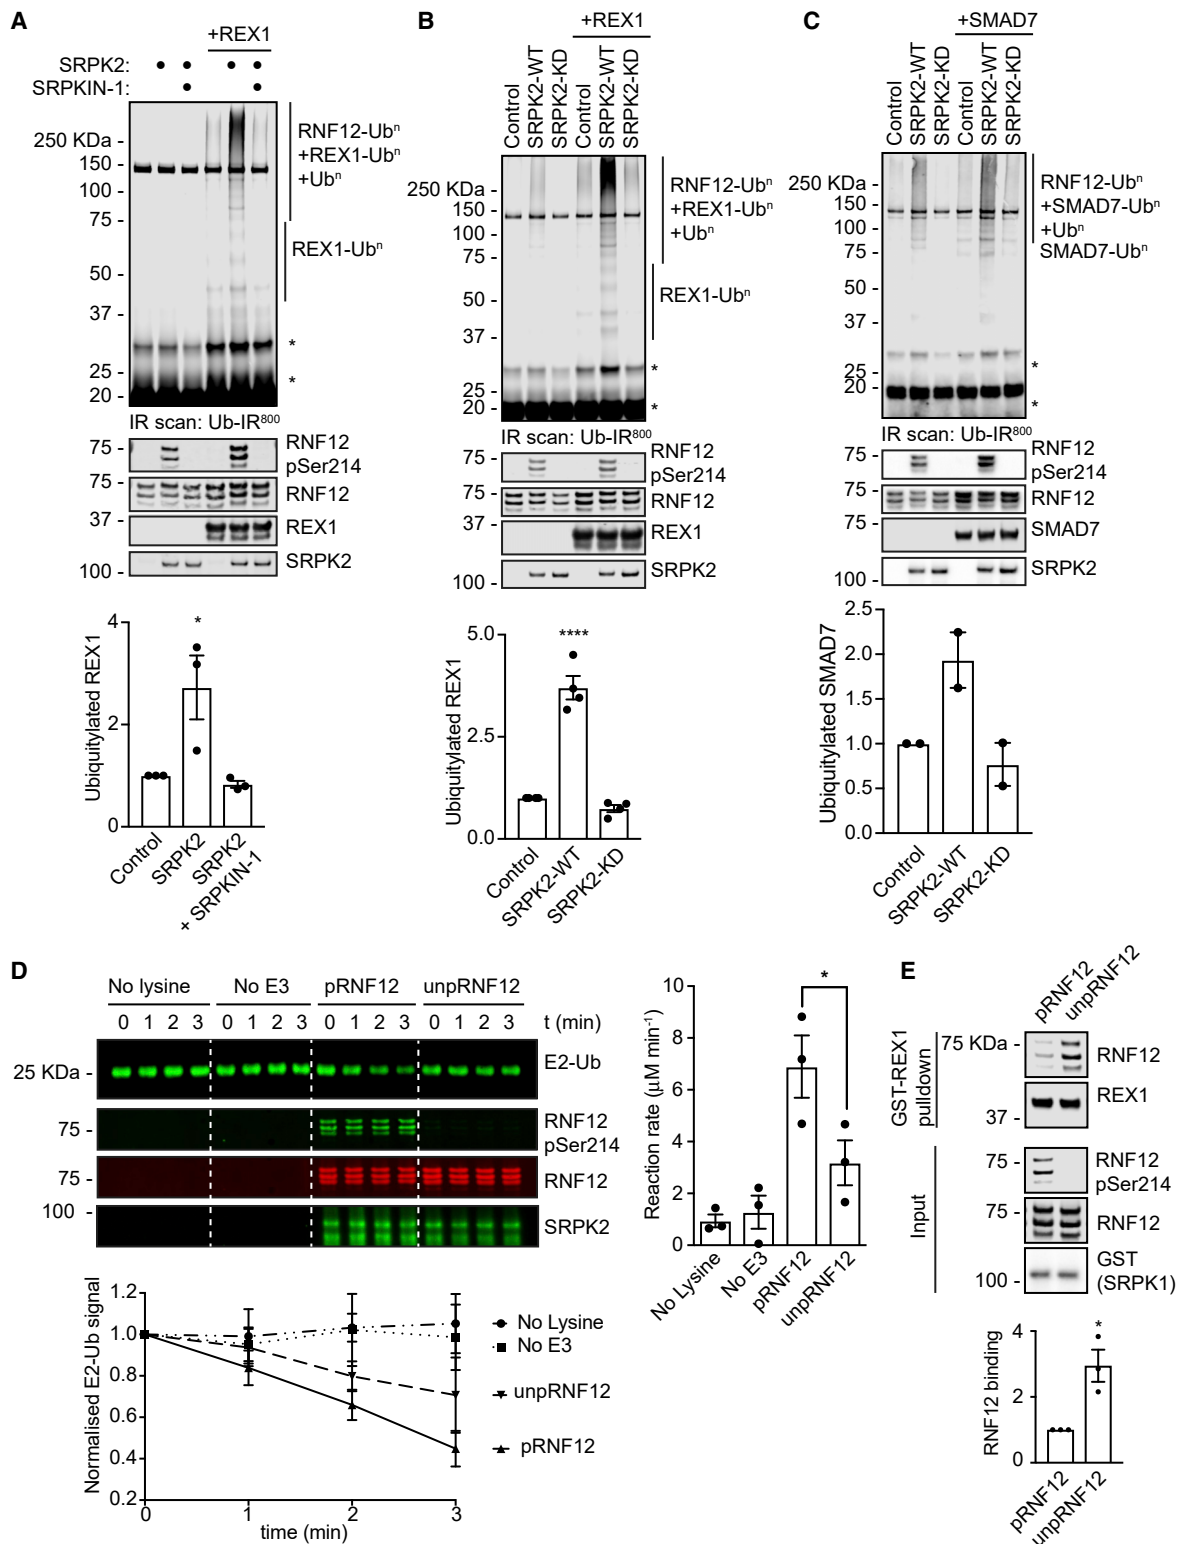 A
+REX1
SRPK2:
SRPKIN-1:
250 KDa -
150 -
100 -
75 -
50 -
37 -
25 -
20 -
RNF12-Ubⁿ
+REX1-Ubⁿ
+Ubⁿ
REX1-Ubⁿ
*
*
IR scan: Ub-IR⁸⁰⁰
75 -
RNF12
pSer214
75 -
RNF12
37 -
REX1
100 -
SRPK2
Ubiquitylated REX1
4
2
0
*
Control
SRPK2
SRPK2
+ SRPKIN-1
B
+REX1
Control
SRPK2-WT
SRPK2-KD
Control
SRPK2-WT
SRPK2-KD
250 KDa -
150 -
100 -
75 -
50 -
37 -
25 -
20 -
RNF12-Ubⁿ
+REX1-Ubⁿ
+Ubⁿ
REX1-Ubⁿ
*
*
IR scan: Ub-IR⁸⁰⁰
75 -
RNF12
pSer214
75 -
RNF12
37 -
REX1
100 -
SRPK2
Ubiquitylated REX1
5.0
2.5
0.0
****
Control
SRPK2-WT
SRPK2-KD
C
+SMAD7
Control
SRPK2-WT
SRPK2-KD
Control
SRPK2-WT
SRPK2-KD
250 KDa -
150 -
100 -
75 -
50 -
37 -
25 -
20 -
RNF12-Ubⁿ
+SMAD7-Ubⁿ
+Ubⁿ
SMAD7-Ubⁿ
*
*
IR scan: Ub-IR⁸⁰⁰
75 -
RNF12
pSer214
75 -
RNF12
75 -
SMAD7
100 -
SRPK2
Ubiquitylated SMAD7
2.5
2.0
1.5
1.0
0.5
0.0
Control
SRPK2-WT
SRPK2-KD
D
No lysine No E3 pRNF12 unpRNF12
0 1 2 3 0 1 2 3 0 1 2 3 0 1 2 3 t (min)
25 KDa -
E2-Ub
75 -
RNF12
pSer214
75 -
RNF12
100 -
SRPK2
Normalised E2-Ub signal
1.2
1.0
0.8
0.6
0.4
0.2
0 1 2 3
time (min)
No Lysine
No E3
unpRNF12
pRNF12
Reaction rate (µM min⁻¹)
10
8
6
4
2
0
*
No Lysine
No E3
pRNF12
unpRNF12
E
pRNF12
unpRNF12
GST-REX1
pulldown
75 KDa -
RNF12
37 -
REX1
Input
75 -
RNF12
pSer214
75 -
RNF12
100 -
GST
(SRPK1)
RNF12 binding
4
2
0
*
pRNF12
unpRNF12